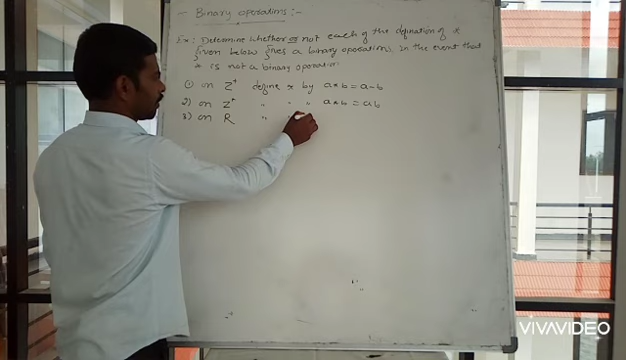 - Binary operations :-
Ex: Determine whether or not each of the defination of *
given below gives a binary operation. In the event that
* is not a binary operation
1) on Z+ define * by a*b = a-b
2) on Z+ " " " a*b = ab
3) on R " "
VIVAVIDEO